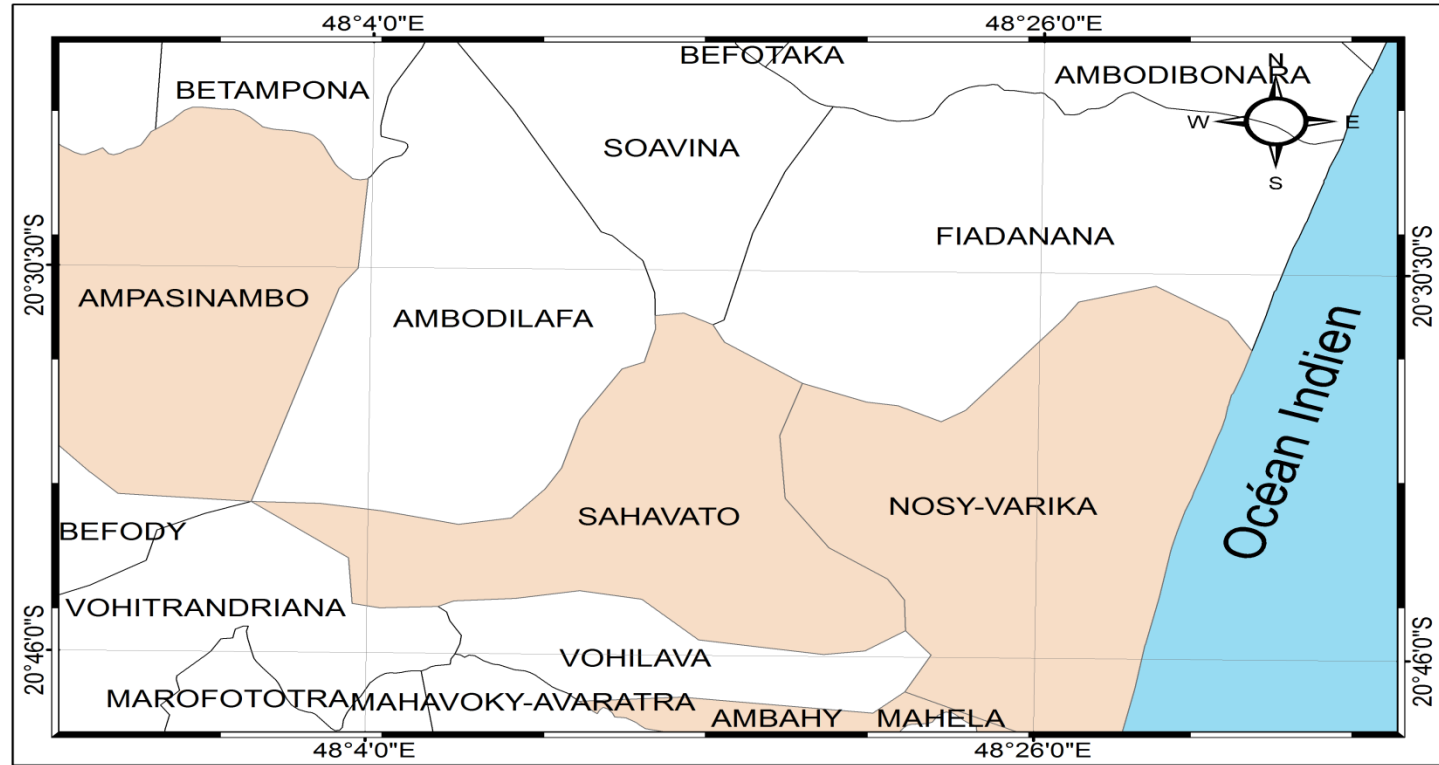 48°4'0"E
48°26'0"E
BEFOTAKA
N
BETAMPONA
AMBODIBONARA
W
E
SOAVINA
S
FIADANANA
20°30'30"S
20°30'30"S
AMPASINAMBO
AMBODILAFA
Océan Indien
NOSY-VARIKA
SAHAVATO
BEFODY
VOHITRANDRIANA
20°46'0"S
20°46'0"S
VOHILAVA
MAROFOTOTRA
MAHAVOKY-AVARATRA
AMBAHY
MAHELA
48°4'0"E
48°26'0"E